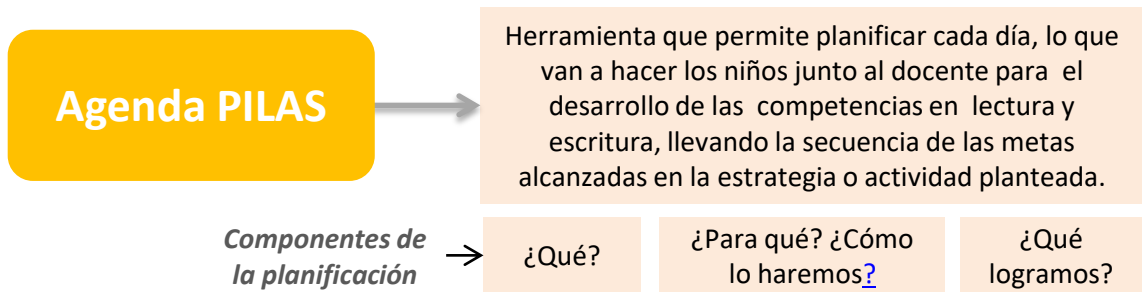 Agenda PILAS
Herramienta que permite planificar cada día, lo que
van a hacer los niños junto al docente para el
desarrollo de las competencias en lectura y
escritura, llevando la secuencia de las metas
alcanzadas en la estrategia o actividad planteada.
Componentes de
la planificación
¿Qué?
¿Para qué? ¿Cómo
lo haremos?
¿Qué
logramos?